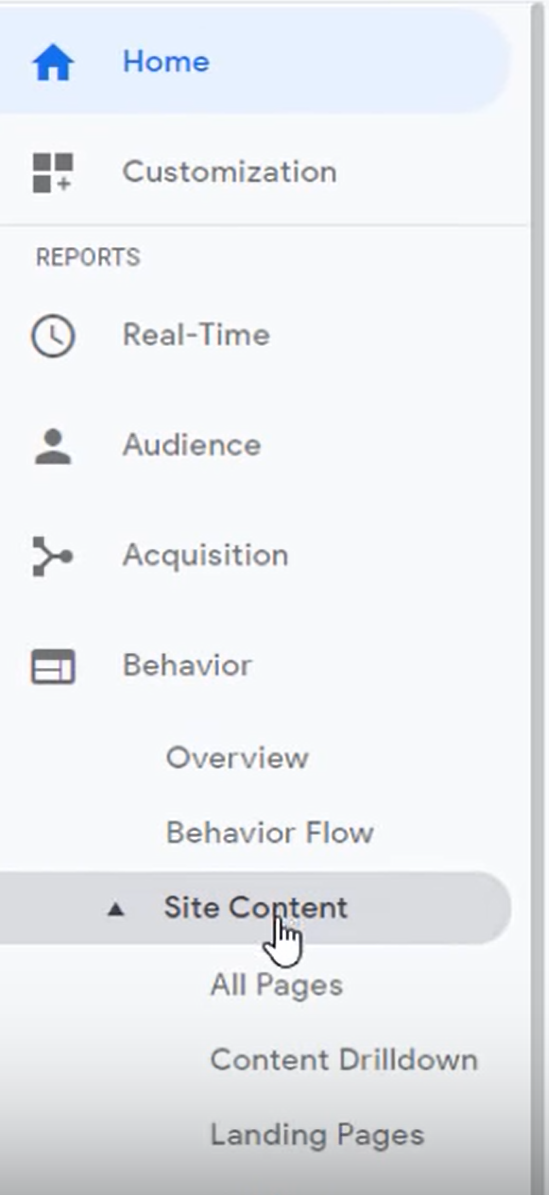 Home
Customization
REPORTS
Real-Time
Audience
Acquisition
Behavior
Overview
Behavior Flow
Site Content
All Pages
Content Drilldown
Landing Pages